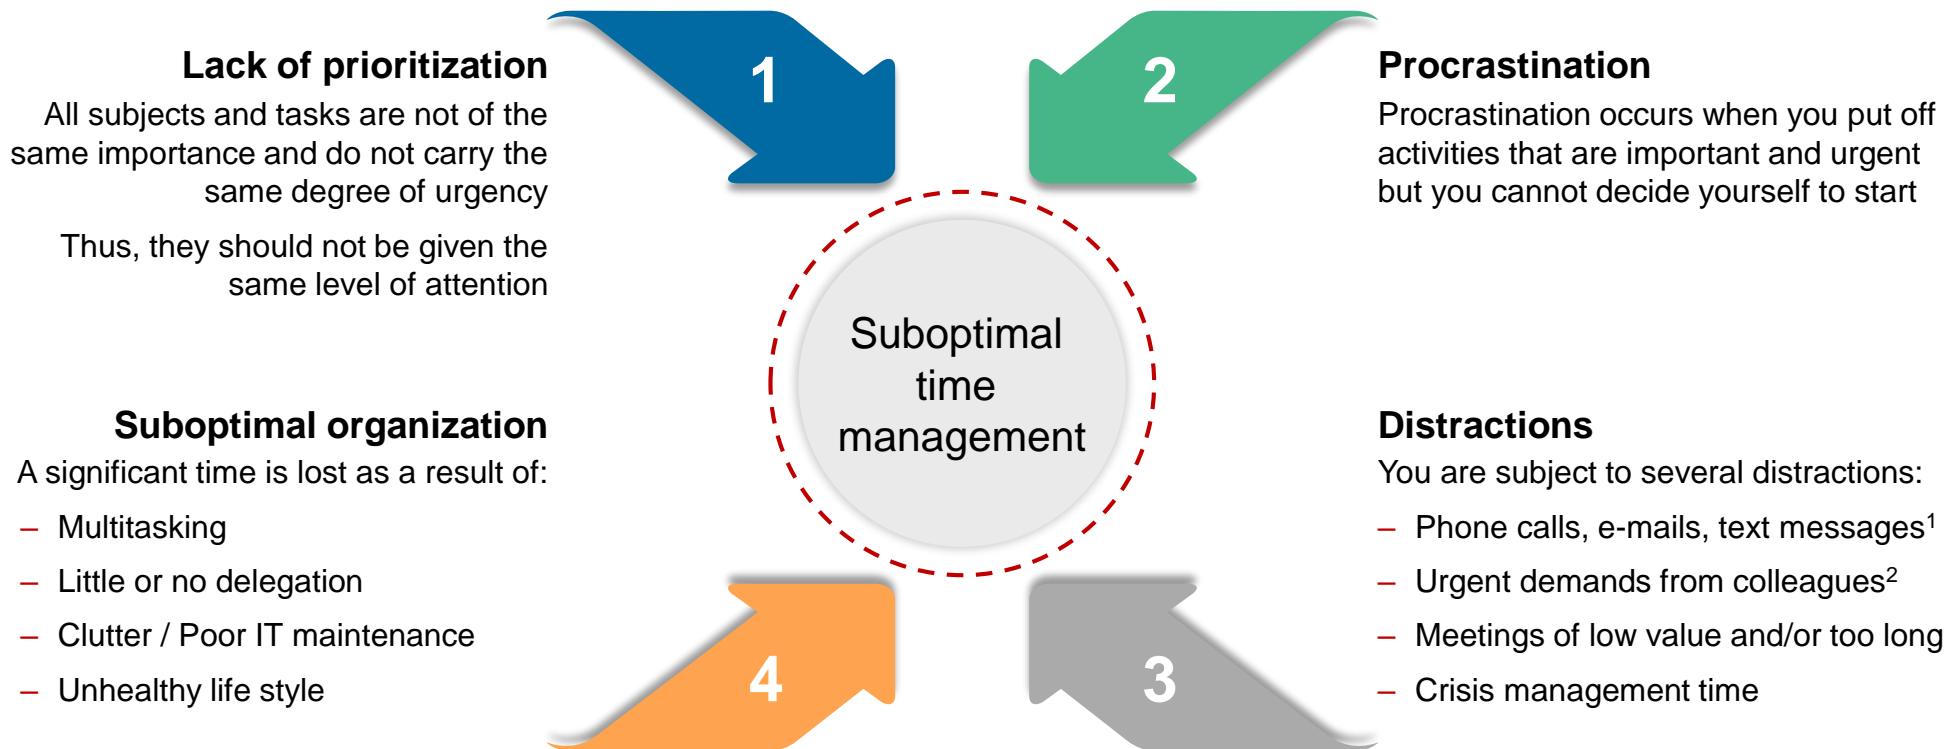 1
Lack of prioritization
All subjects and tasks are not of the
same importance and do not carry the
same degree of urgency
Thus, they should not be given the
same level of attention
2
Procrastination
Procrastination occurs when you put off
activities that are important and urgent
but you cannot decide yourself to start
Suboptimal
time
management
3
Distractions
You are subject to several distractions:
– Phone calls, e-mails, text messages¹
– Urgent demands from colleagues²
– Meetings of low value and/or too long
– Crisis management time
4
Suboptimal organization
A significant time is lost as a result of:
– Multitasking
– Little or no delegation
– Clutter / Poor IT maintenance
– Unhealthy life style